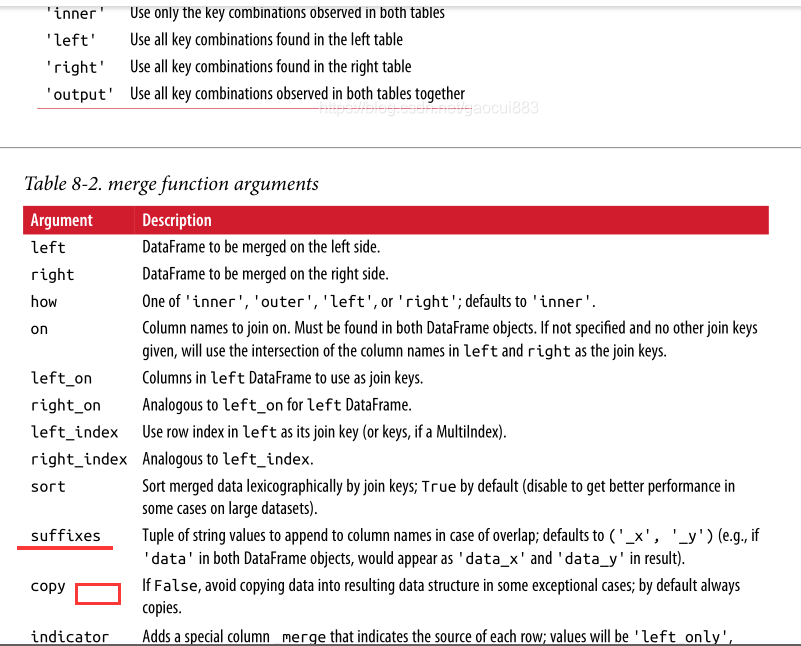 'inner' Use only the key combinations observed in both tables
'left' Use all key combinations found in the left table
'right' Use all key combinations found in the right table
'output' Use all key combinations observed in both tables together
https://blog.csdn.net/gaocui883
Table 8-2. merge function arguments
Argument Description
left DataFrame to be merged on the left side.
right DataFrame to be merged on the right side.
how One of 'inner', 'outer', 'left', or 'right'; defaults to 'inner'.
on Column names to join on. Must be found in both DataFrame objects. If not specified and no other join keys
given, will use the intersection of the column names in left and right as the join keys.
left_on Columns in left DataFrame to use as join keys.
right_on Analogous to left_on for left DataFrame.
left_index Use row index in left as its join key (or keys, if a MultiIndex).
right_index Analogous to left_index.
sort Sort merged data lexicographically by join keys; True by default (disable to get better performance in
some cases on large datasets).
suffixes Tuple of string values to append to column names in case of overlap; defaults to ('_x', '_y') (e.g., if
'data' in both DataFrame objects, would appear as 'data_x' and 'data_y' in result).
copy If False, avoid copying data into resulting data structure in some exceptional cases; by default always
copies.
indicator Adds a special column _merge that indicates the source of each row; values will be 'left_only',